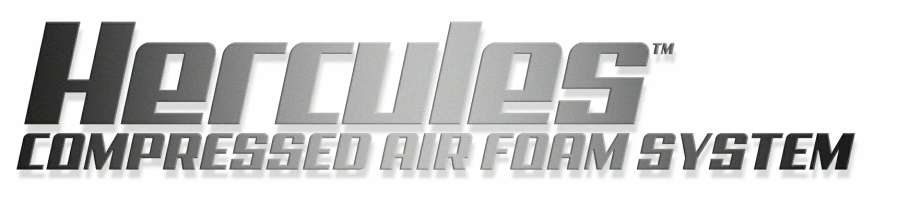 Hercules™
COMPRESSED AIR FOAM SYSTEM